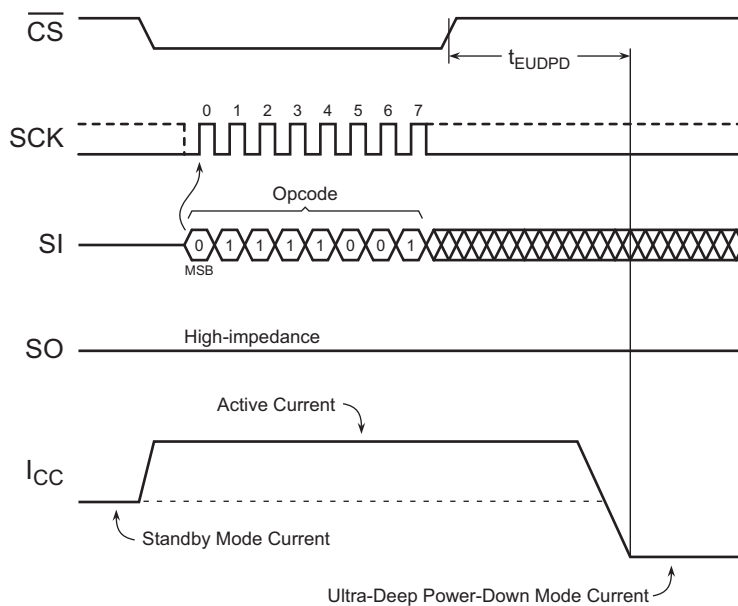 CS
tEUDPD
0 1 2 3 4 5 6 7
SCK
Opcode
SI
0 1 1 1 1 0 0 1
MSB
High-impedance
SO
Active Current
ICC
Standby Mode Current
Ultra-Deep Power-Down Mode Current